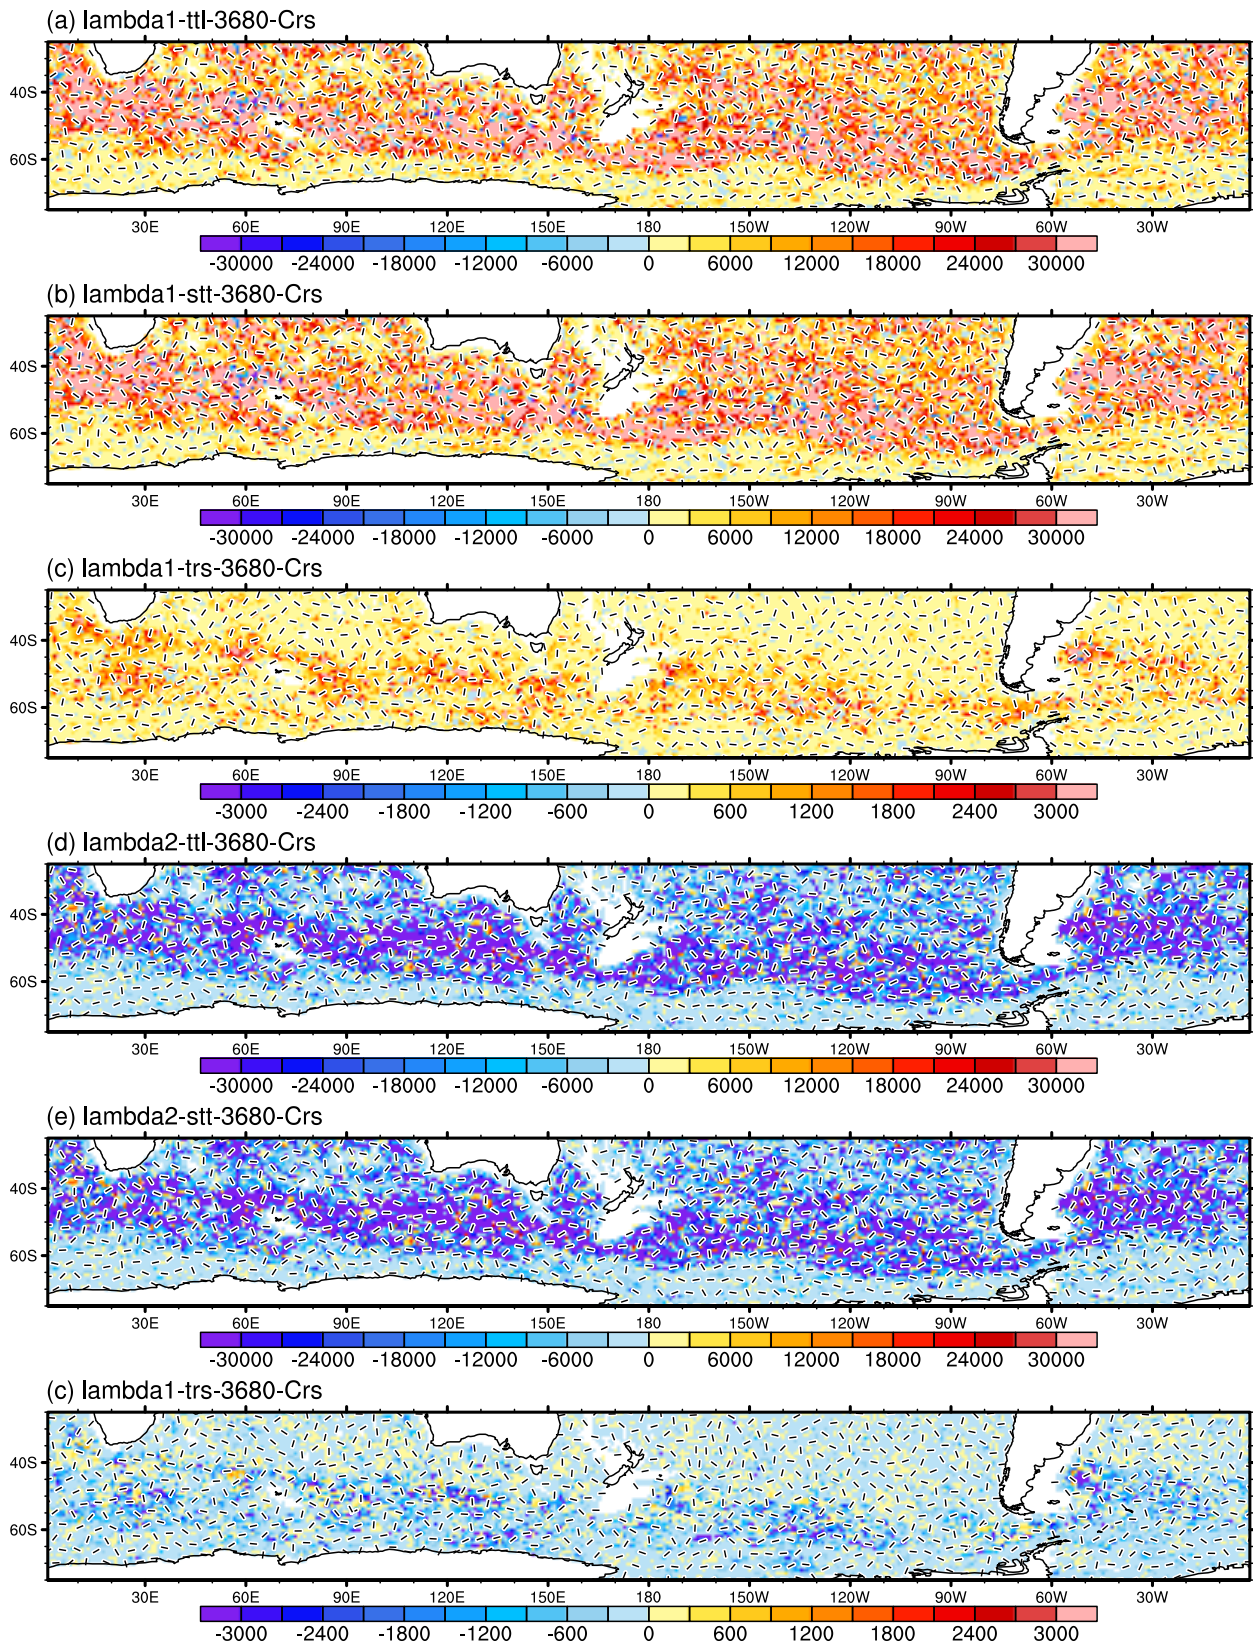 (a) lambda1-ttl-3680-Crs
40S
60S
30E 60E 90E 120E 150E 180 150W 120W 90W 60W 30W
-30000 -24000 -18000 -12000 -6000 0 6000 12000 18000 24000 30000
(b) lambda1-stt-3680-Crs
40S
60S
30E 60E 90E 120E 150E 180 150W 120W 90W 60W 30W
-30000 -24000 -18000 -12000 -6000 0 6000 12000 18000 24000 30000
(c) lambda1-trs-3680-Crs
40S
60S
30E 60E 90E 120E 150E 180 150W 120W 90W 60W 30W
-3000 -2400 -1800 -1200 -600 0 600 1200 1800 2400 3000
(d) lambda2-ttl-3680-Crs
40S
60S
30E 60E 90E 120E 150E 180 150W 120W 90W 60W 30W
-30000 -24000 -18000 -12000 -6000 0 6000 12000 18000 24000 30000
(e) lambda2-stt-3680-Crs
40S
60S
30E 60E 90E 120E 150E 180 150W 120W 90W 60W 30W
-30000 -24000 -18000 -12000 -6000 0 6000 12000 18000 24000 30000
(c) lambda1-trs-3680-Crs
40S
60S
30E 60E 90E 120E 150E 180 150W 120W 90W 60W 30W
-3000 -2400 -1800 -1200 -600 0 600 1200 1800 2400 3000